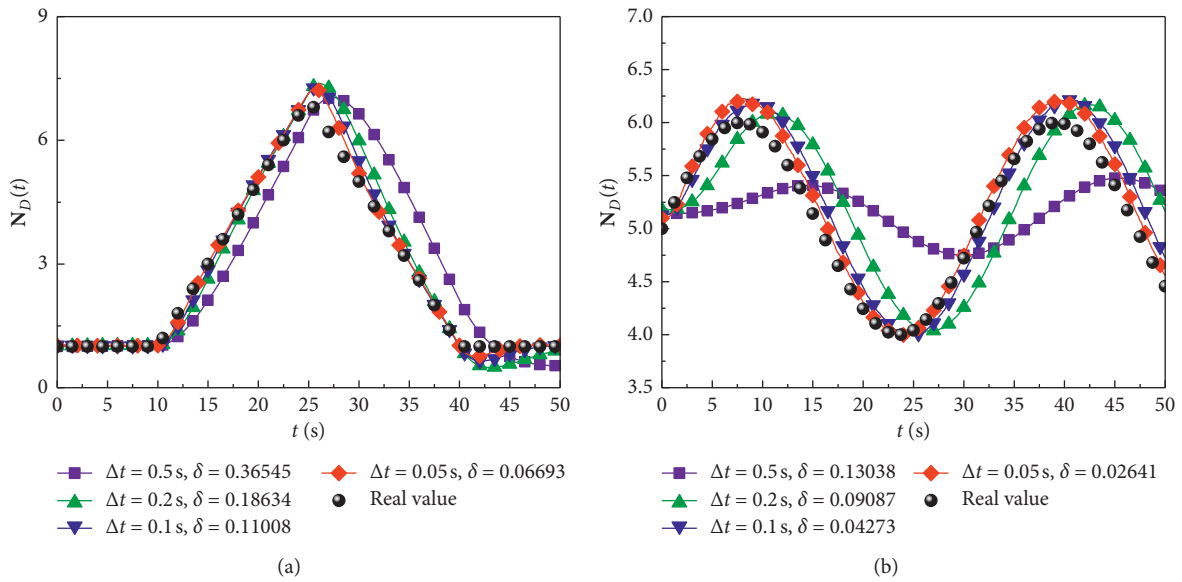 9
6
3
0
N_D(t)
0 5 10 15 20 25 30 35 40 45 50
t (s)
Δt = 0.5 s, δ = 0.36545
Δt = 0.2 s, δ = 0.18634
Δt = 0.1 s, δ = 0.11008
Δt = 0.05 s, δ = 0.06693
Real value
(a)
7.0
6.5
6.0
5.5
5.0
4.5
4.0
3.5
N_D(t)
0 5 10 15 20 25 30 35 40 45 50
t (s)
Δt = 0.5 s, δ = 0.13038
Δt = 0.2 s, δ = 0.09087
Δt = 0.1 s, δ = 0.04273
Δt = 0.05 s, δ = 0.02641
Real value
(b)